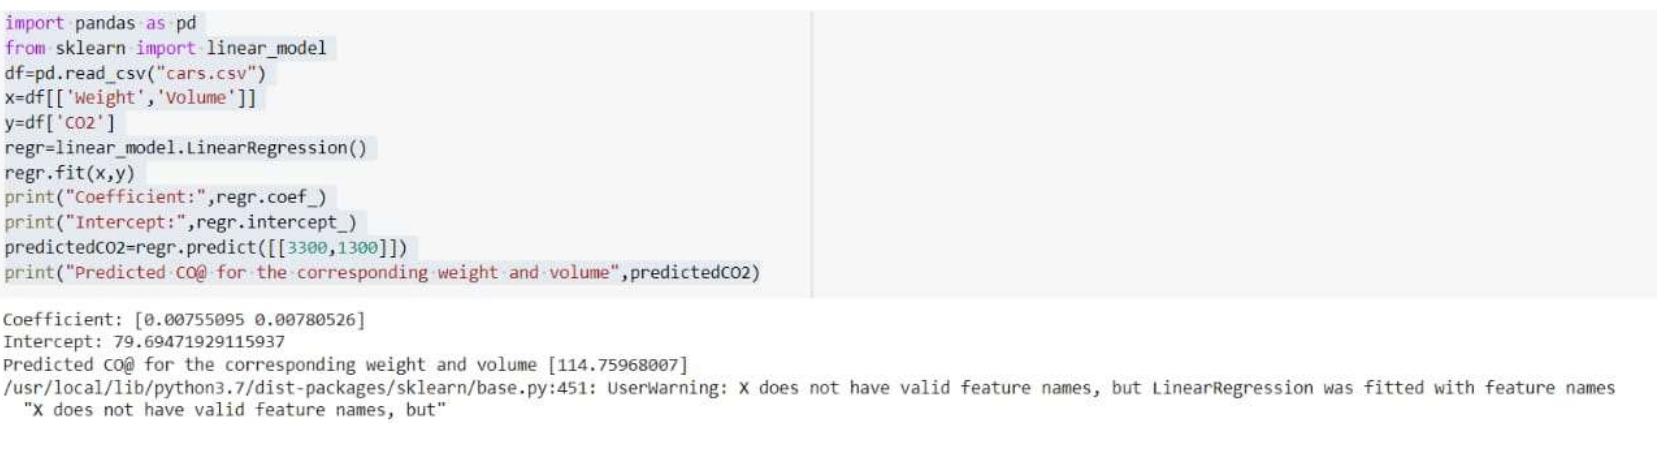 import pandas as pd
from sklearn import linear_model
df=pd.read_csv("cars.csv")
x=df[['Weight','Volume']]
y=df['CO2']
regr=linear_model.LinearRegression()
regr.fit(x,y)
print("Coefficient:",regr.coef_)
print("Intercept:",regr.intercept_)
predictedCO2=regr.predict([[3300,1300]])
print("Predicted CO@ for the corresponding weight and volume",predictedCO2)
Coefficient: [0.00755095 0.00780526]
Intercept: 79.69471929115937
Predicted CO@ for the corresponding weight and volume [114.75968007]
/usr/local/lib/python3.7/dist-packages/sklearn/base.py:451: UserWarning: X does not have valid feature names, but LinearRegression was fitted with feature names
  "X does not have valid feature names, but"